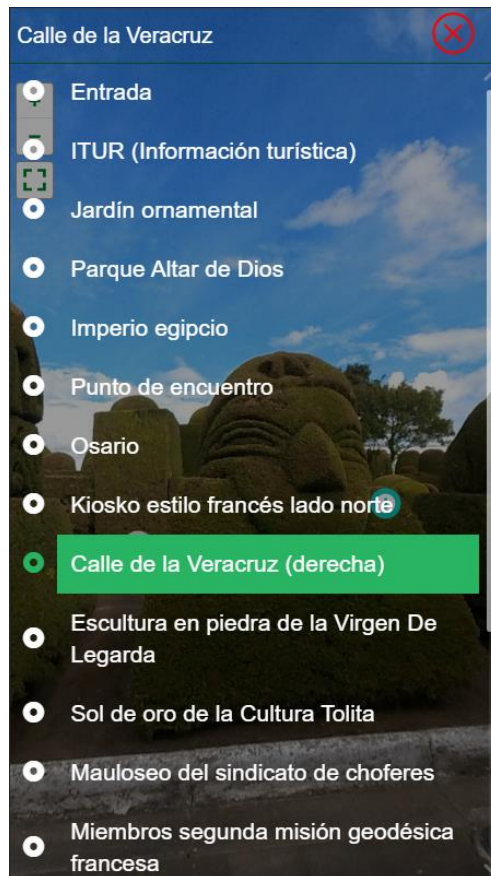 Calle de la Veracruz
Entrada
ITUR (Información turística)
Jardín ornamental
Parque Altar de Dios
Imperio egipcio
Punto de encuentro
Osario
Kiosko estilo francés lado norte
Calle de la Veracruz (derecha)
Escultura en piedra de la Virgen De
Legarda
Sol de oro de la Cultura Tolita
Mauloseo del sindicato de choferes
Miembros segunda misión geodésica
francesa